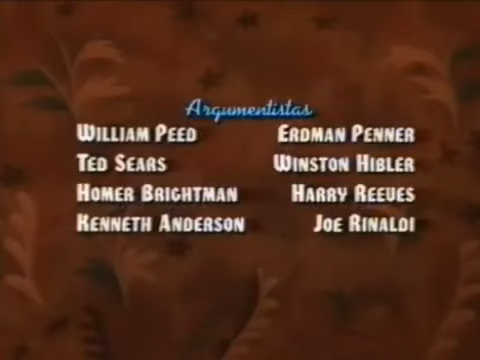 Argumentistas
WILLIAM PEED ERDMAN PENNER
TED SEARS WINSTON HIBLER
HOMER BRIGHTMAN HARRY REEVES
KENNETH ANDERSON JOE RINALDI